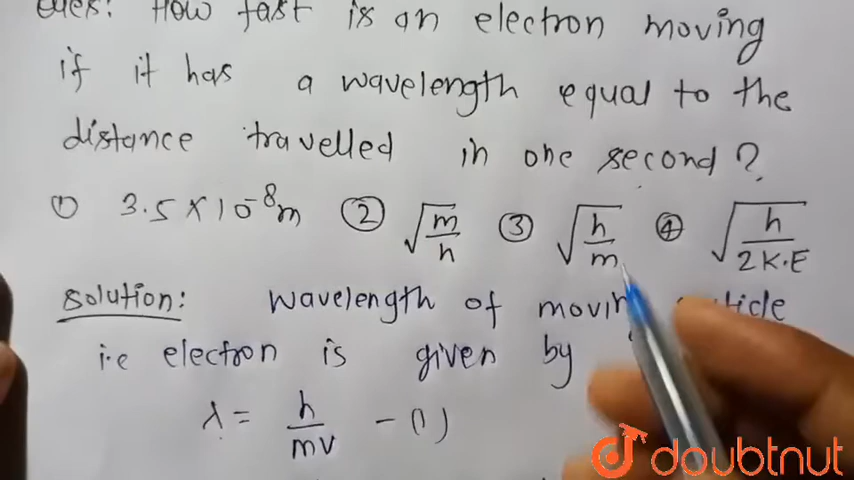 Ques: How fast is an electron moving
if it has a wavelength equal to the
distance travelled in one second ?
① 3.5 × 10⁻⁸m ② √(m/h) ③ √(h/m) ④ √(h/2K.E)
Solution: Wavelength of moving particle
i.e electron is given by
λ = h/mv - (1)
doubtnut